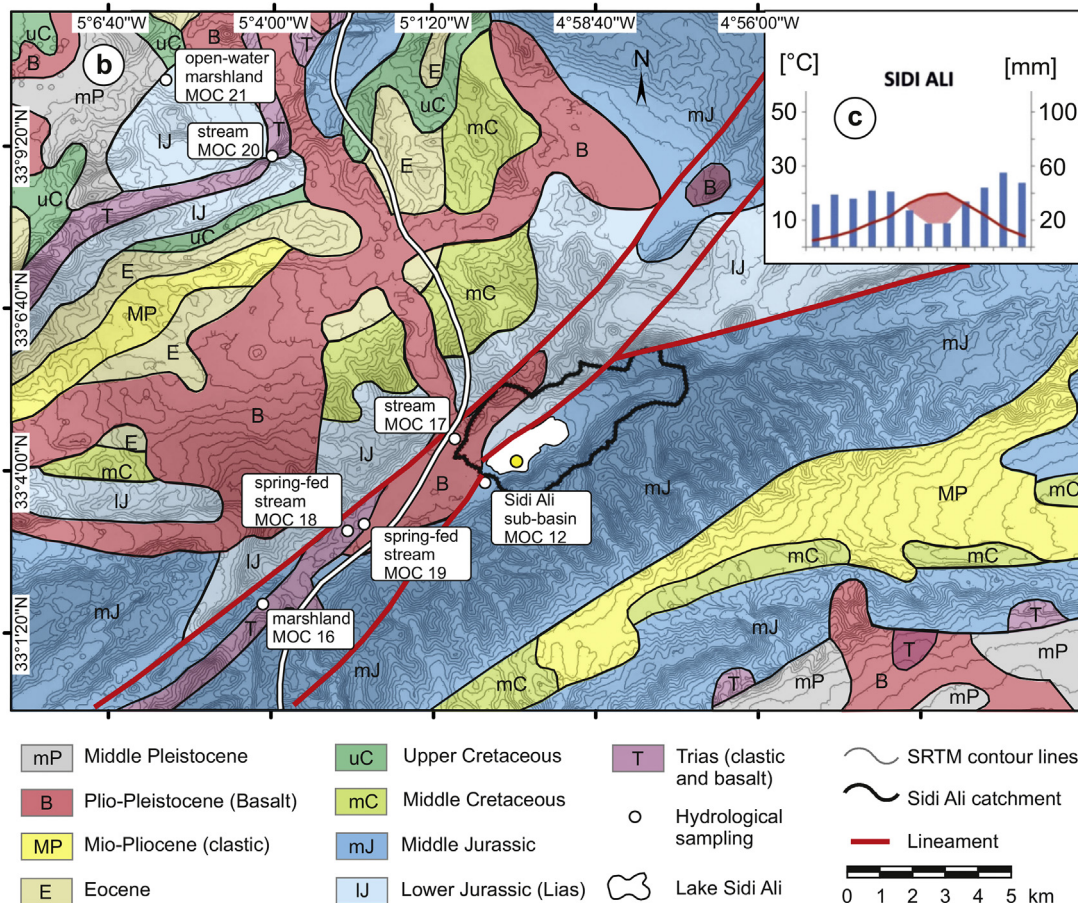 5°6'40"W
5°4'00"W
5°1'20"W
4°58'40"W
4°56'00"W
33°9'20"N
33°6'40"N
33°4'00"N
33°1'20"N
b
N
c
[°C]
SIDI ALI
[mm]
50
30
10
100
60
20
uC
B
uC
B
T
mP
open-water
marshland
MOC 21
stream
MOC 20
T
lJ
lJ
uC
T
uC
E
MP
E
B
E
uC
E
mC
B
mJ
B
mC
lJ
mJ
stream
MOC 17
lJ
B
E
mC
lJ
spring-fed
stream
MOC 18
spring-fed
stream
MOC 19
Sidi Ali
sub-basin
MOC 12
mJ
MP
mC
mC
mC
lJ
mJ
T
marshland
MOC 16
mJ
mC
mJ
T
mP
T
B
mP
T
mP
mP Middle Pleistocene
B Plio-Pleistocene (Basalt)
MP Mio-Pliocene (clastic)
E Eocene
uC Upper Cretaceous
mC Middle Cretaceous
mJ Middle Jurassic
lJ Lower Jurassic (Lias)
T Trias (clastic
and basalt)
Hydrological
sampling
Lake Sidi Ali
SRTM contour lines
Sidi Ali catchment
Lineament
0 1 2 3 4 5 km